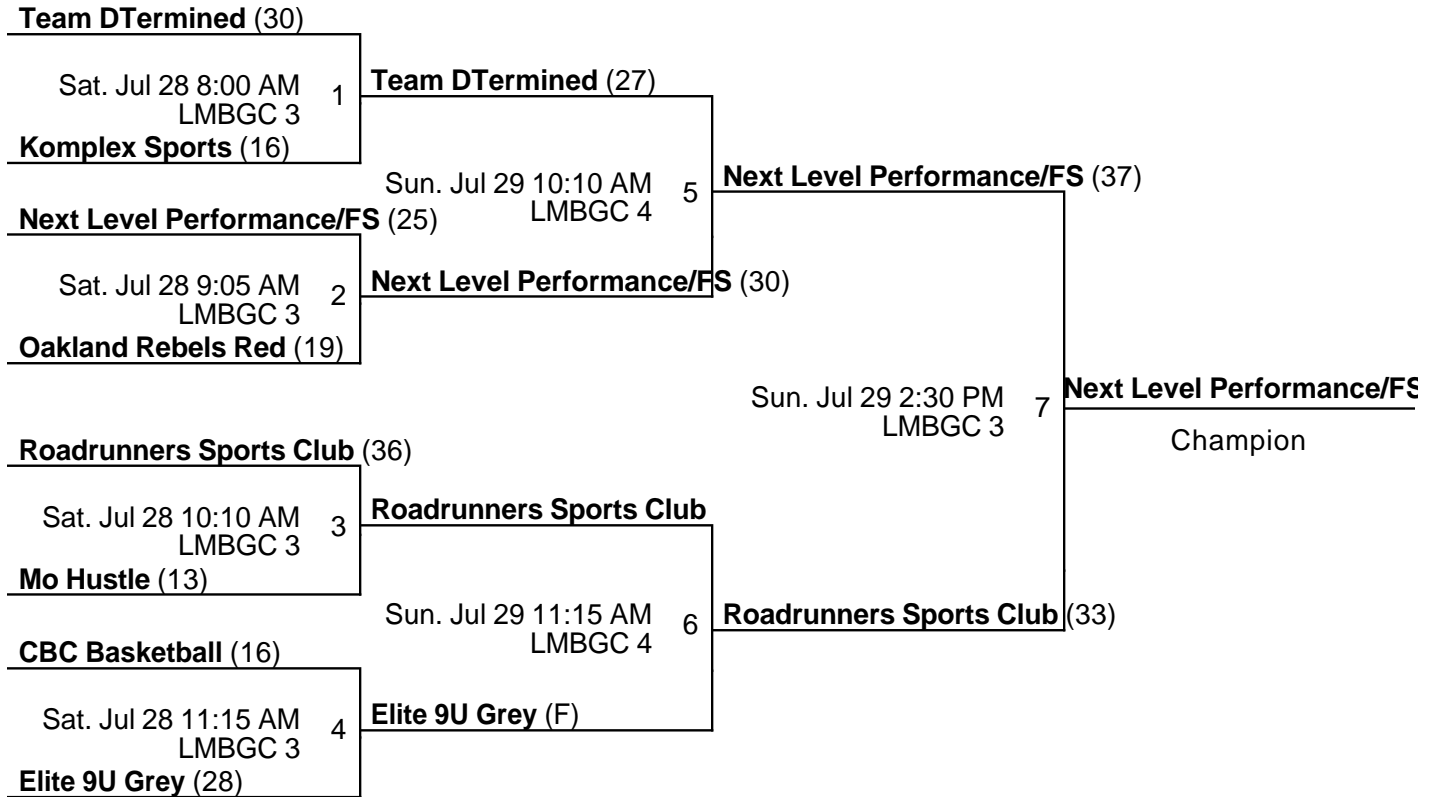 Team DTermined (30)
Sat. Jul 28 8:00 AM 1
LMBGC 3
Komplex Sports (16)
Team DTermined (27)
Sun. Jul 29 10:10 AM 5
LMBGC 4
Next Level Performance/FS (37)
Next Level Performance/FS (25)
Sat. Jul 28 9:05 AM 2
LMBGC 3
Oakland Rebels Red (19)
Next Level Performance/FS (30)
Sun. Jul 29 2:30 PM 7
LMBGC 3
Next Level Performance/FS
Champion
Roadrunners Sports Club (36)
Sat. Jul 28 10:10 AM 3
LMBGC 3
Mo Hustle (13)
Roadrunners Sports Club
Sun. Jul 29 11:15 AM 6
LMBGC 4
Roadrunners Sports Club (33)
CBC Basketball (16)
Sat. Jul 28 11:15 AM 4
LMBGC 3
Elite 9U Grey (28)
Elite 9U Grey (F)